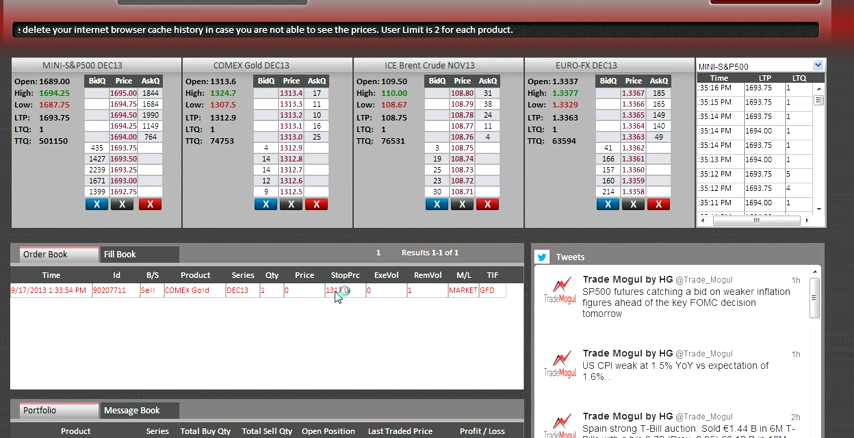 delete your internet browser cache history in case you are not able to see the prices. User Limit is 2 for each product.
MINI-S&P500 DEC13
Open: 1689.00
High: 1694.25
Low: 1687.75
LTP: 1693.75
LTQ: 1
TTQ: 501150
BidQ Price AskQ
1695.00 1844
1694.75 1684
1694.50 1990
1694.25 1149
1694.00 764
435 1693.75
1427 1693.50
2239 1693.25
1671 1693.00
1399 1692.75
X X X
COMEX Gold DEC13
Open: 1313.6
High: 1324.7
Low: 1307.5
LTP: 1312.9
LTQ: 1
TTQ: 74753
BidQ Price AskQ
1313.4 17
1313.3 11
1313.2 10
1313.1 16
1313.0 25
4 1312.9
14 1312.8
14 1312.7
12 1312.6
9 1312.5
X X X
ICE Brent Crude NOV13
Open: 109.50
High: 110.00
Low: 108.67
LTP: 108.75
LTQ: 1
TTQ: 76531
BidQ Price AskQ
108.80 31
108.79 38
108.78 24
108.77 11
108.76 4
3 108.75
19 108.74
25 108.73
23 108.72
30 108.71
X X X
EURO-FX DEC13
Open: 1.3337
High: 1.3377
Low: 1.3329
LTP: 1.3363
LTQ: 1
TTQ: 63594
BidQ Price AskQ
1.3367 185
1.3366 165
1.3365 149
1.3364 140
1.3363 49
41 1.3362
166 1.3361
157 1.3360
160 1.3359
214 1.3358
X X X
MINI-S&P500
Time LTP LTQ
:35:16 PM 1693.75 1
:35:15 PM 1693.75 1
:35:14 PM 1693.75 1
:35:14 PM 1694.00 1
:35:14 PM 1693.75 1
:35:13 PM 1694.00 1
:35:12 PM 1693.75 5
:35:12 PM 1693.75 4
:35:11 PM 1694.00 1
Order Book Fill Book 1 Results 1-1 of 1
Time Id B/S Product Series Qty Price StopPrc ExeVol RemVol M/L TIF
9/17/2013 1:33:54 PM 90207711 Sell COMEX Gold DEC13 1 0 0 1 MARKET GFD
Tweets
Trade Mogul by HG @Trade_Mogul 1h
SP500 futures catching a bid on weaker inflation
figures ahead of the key FOMC decision
tomorrow
TradeMogul
Trade Mogul by HG @Trade_Mogul 1h
US CPI weak at 1.5% YoY vs expectation of
1.6%...
TradeMogul
Trade Mogul by HG @Trade_Mogul 2h
Spain strong T-Bill auction: Sold €1.44 B in 6M T-
Portfolio Message Book
Product Series Total Buy Qty Total Sell Qty Open Position Last Traded Price Profit / Loss